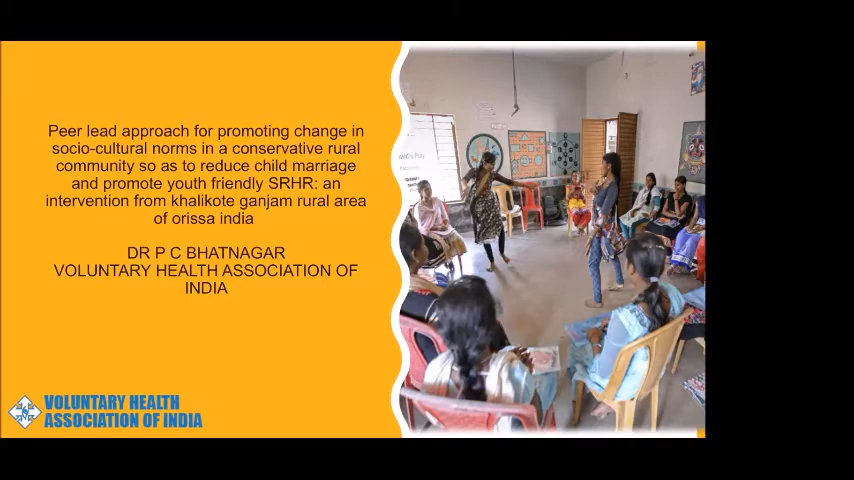 Peer lead approach for promoting change in
socio-cultural norms in a conservative rural
community so as to reduce child marriage
and promote youth friendly SRHR: an
intervention from khalikote ganjam rural area
of orissa india
DR P C BHATNAGAR
VOLUNTARY HEALTH ASSOCIATION OF
INDIA
VOLUNTARY HEALTH
ASSOCIATION OF INDIA